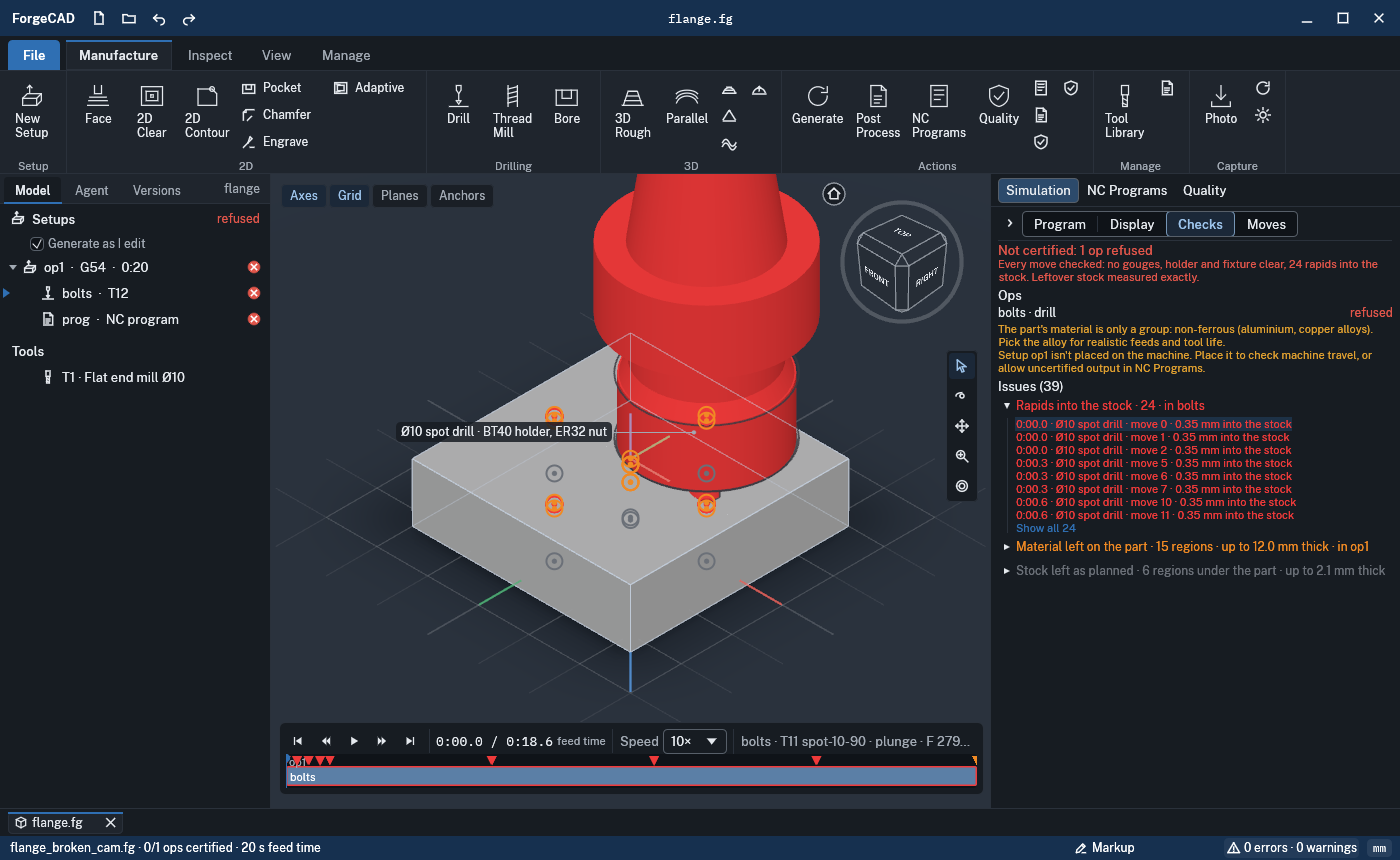 ForgeCAD
flange.fg
File
Manufacture
Inspect
View
Manage
New Setup
Setup
Face
2D Clear
2D Contour
Pocket
Chamfer
Engrave
Adaptive
2D
Drill
Thread Mill
Bore
Drilling
3D Rough
Parallel
3D
Generate
Post Process
NC Programs
Quality
Actions
Tool Library
Manage
Photo
Capture
Model
Agent
Versions
flange
Setups
refused
Generate as I edit
op1 · G54 · 0:20
bolts · T12
prog · NC program
Tools
T1 · Flat end mill Ø10
Axes
Grid
Planes
Anchors
TOP
FRONT
RIGHT
Ø10 spot drill · BT40 holder, ER32 nut
0:00.0 / 0:18.6 feed time
Speed
10×
bolts · T11 spot-10-90 · plunge · F 279...
op1
bolts
Simulation
NC Programs
Quality
Program
Display
Checks
Moves
Not certified: 1 op refused
Every move checked: no gouges, holder and fixture clear, 24 rapids into the
stock. Leftover stock measured exactly.
Ops
bolts · drill
refused
The part's material is only a group: non-ferrous (aluminium, copper alloys).
Pick the alloy for realistic feeds and tool life.
Setup op1 isn't placed on the machine. Place it to check machine travel, or
allow uncertified output in NC Programs.
Issues (39)
Rapids into the stock · 24 · in bolts
0:00.0 · Ø10 spot drill · move 0 · 0.35 mm into the stock
0:00.0 · Ø10 spot drill · move 1 · 0.35 mm into the stock
0:00.0 · Ø10 spot drill · move 2 · 0.35 mm into the stock
0:00.3 · Ø10 spot drill · move 5 · 0.35 mm into the stock
0:00.3 · Ø10 spot drill · move 6 · 0.35 mm into the stock
0:00.3 · Ø10 spot drill · move 7 · 0.35 mm into the stock
0:00.6 · Ø10 spot drill · move 10 · 0.35 mm into the stock
0:00.6 · Ø10 spot drill · move 11 · 0.35 mm into the stock
Show all 24
Material left on the part · 15 regions · up to 12.0 mm thick · in op1
Stock left as planned · 6 regions under the part · up to 2.1 mm thick
flange.fg
flange_broken_cam.fg · 0/1 ops certified · 20 s feed time
Markup
0 errors · 0 warnings
mm